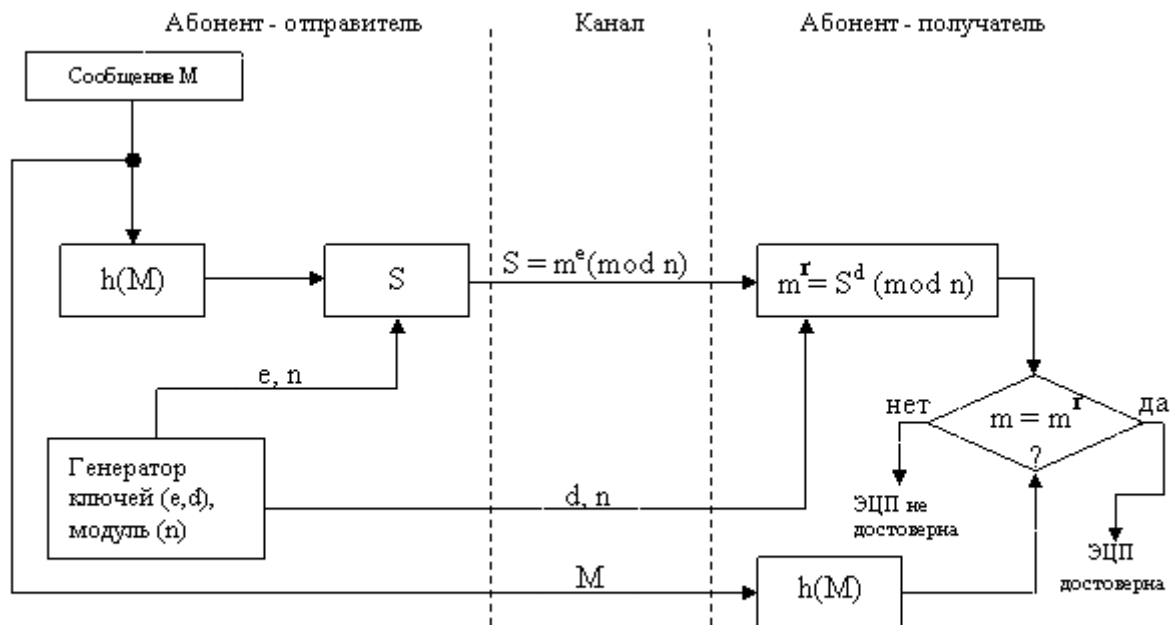 Абонент - отправитель
Канал
Абонент - получатель
Сообщение М
h(M)
S
S = m^e(mod n)
m^r= S^d (mod n)
e, n
нет
m = m^r
?
да
Генератор
ключей (e,d),
модуль (n)
d, n
ЭЦП не
достоверна
ЭЦП
достоверна
M
h(M)